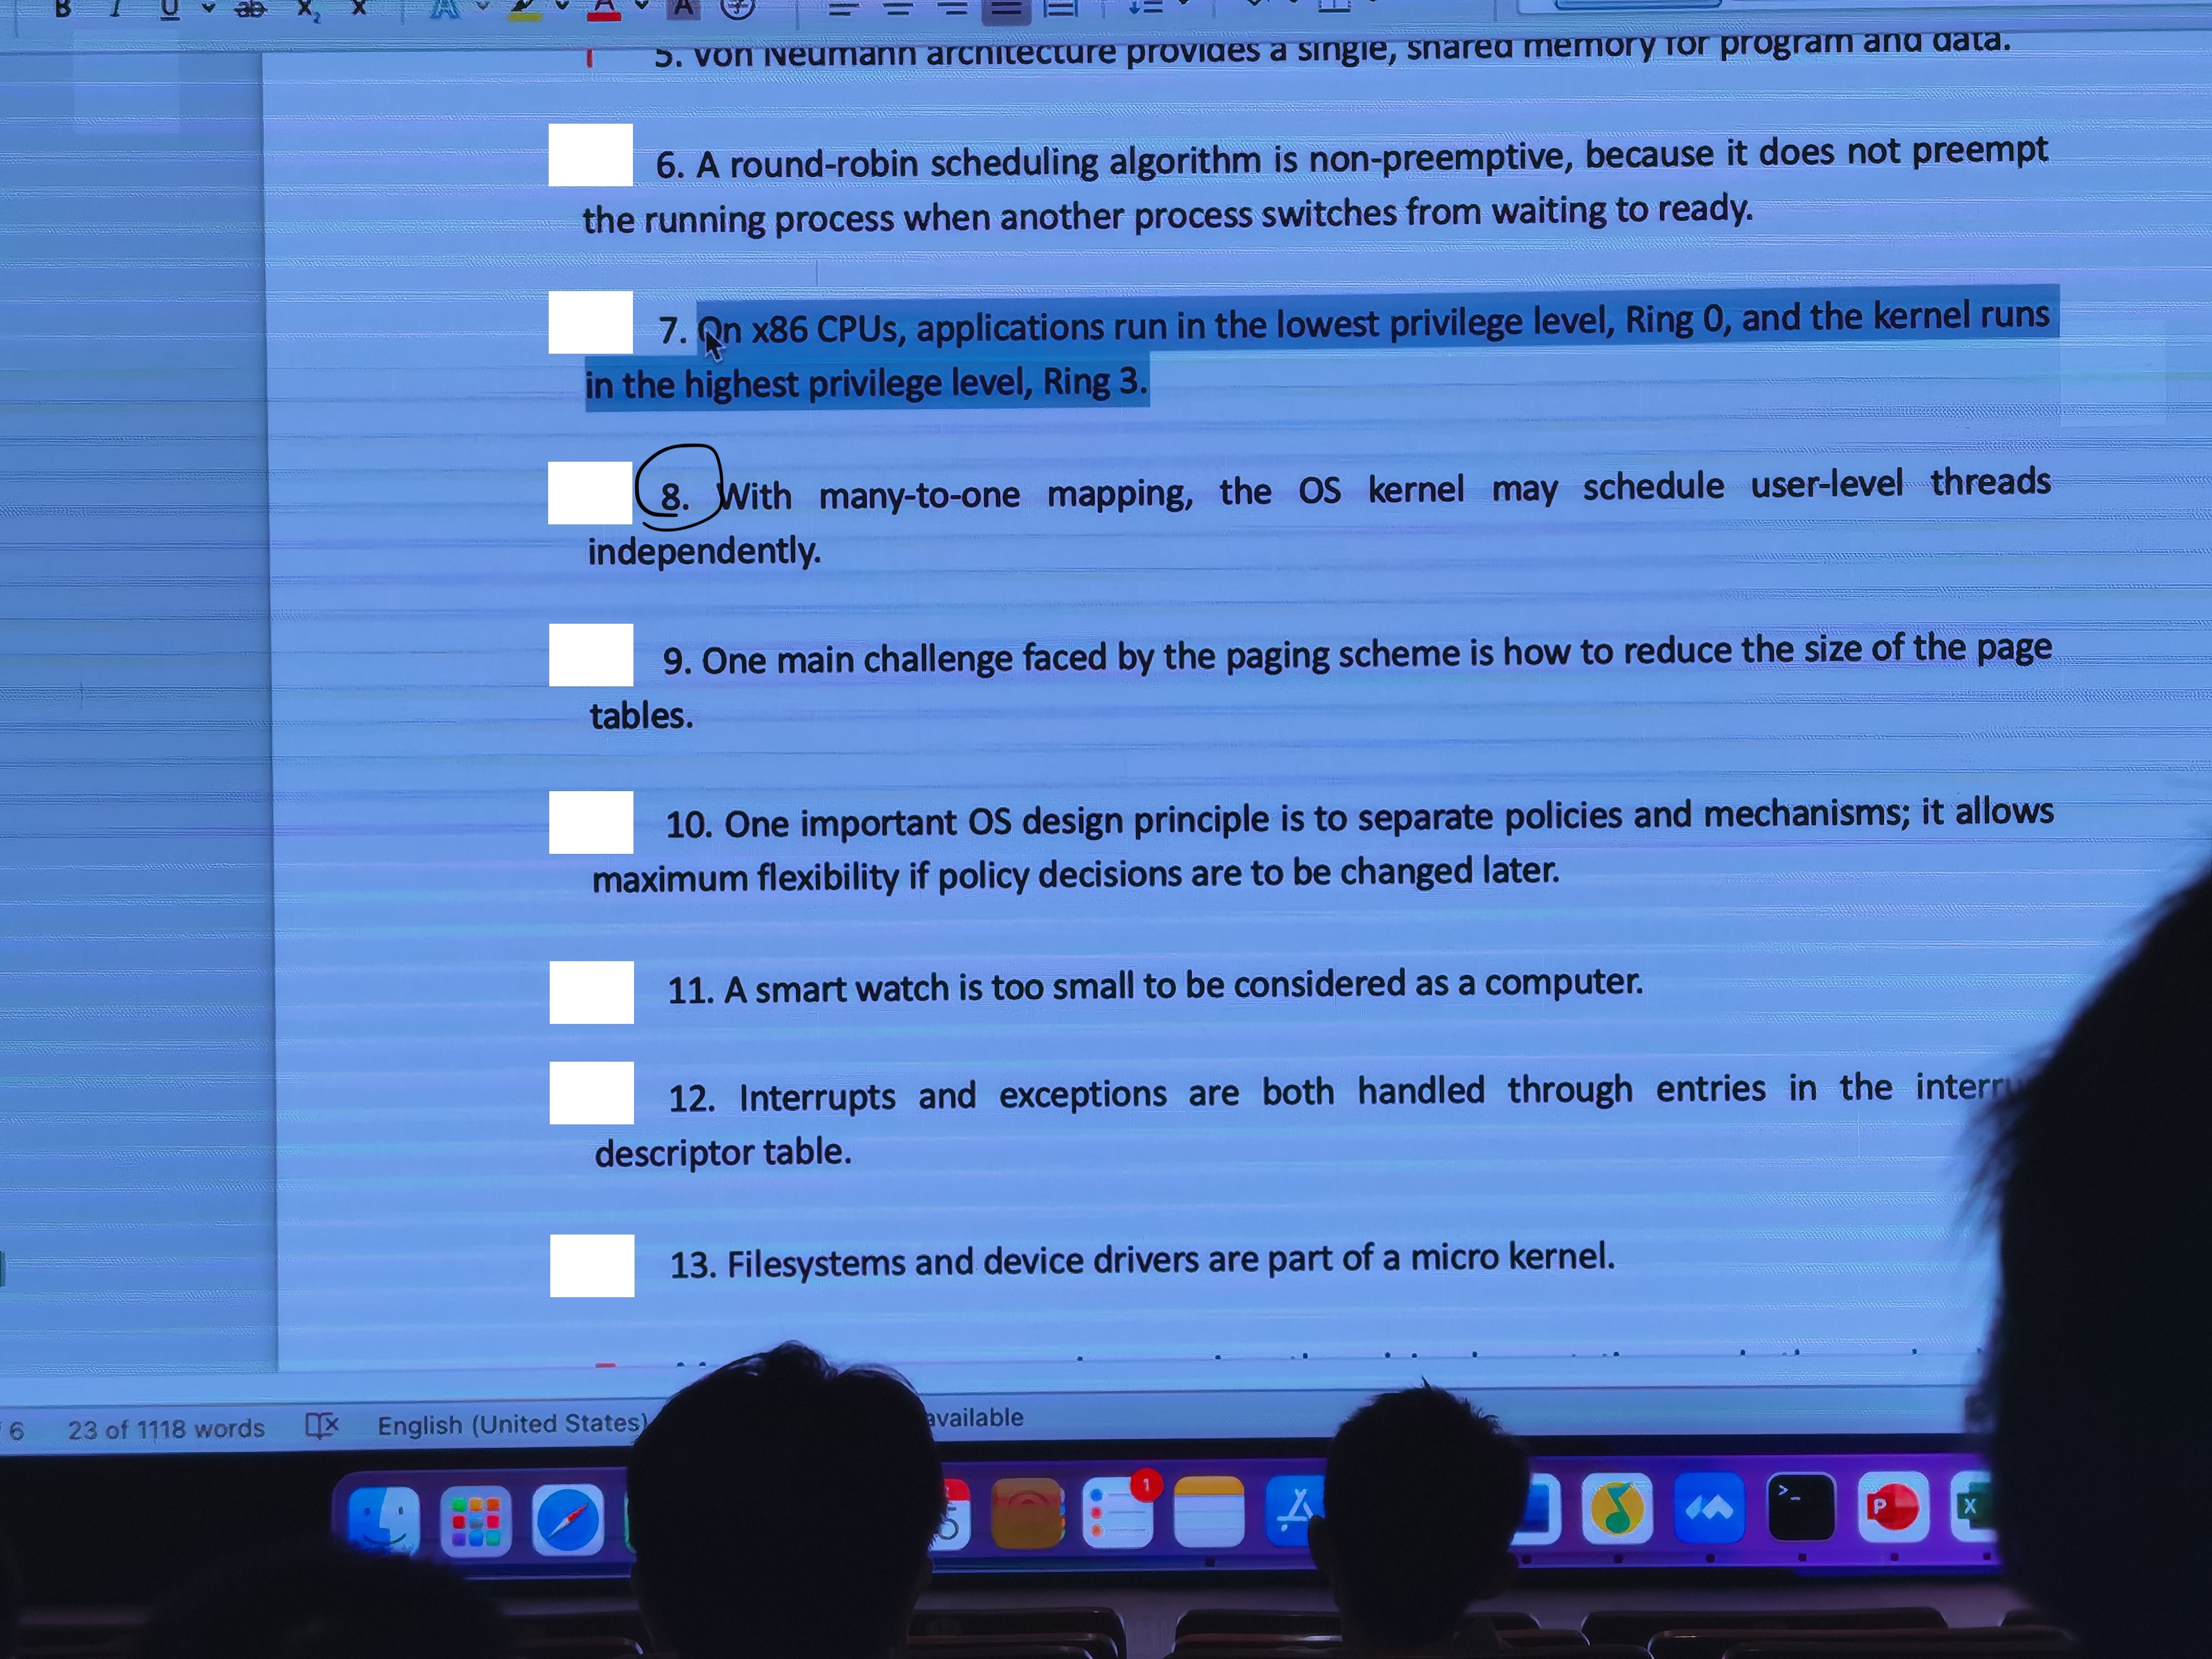 B I U ab x₂ x A A A
5. Von Neumann architecture provides a single, shared memory for program and data.
6. A round-robin scheduling algorithm is non-preemptive, because it does not preempt
the running process when another process switches from waiting to ready.
7. On x86 CPUs, applications run in the lowest privilege level, Ring 0, and the kernel runs
in the highest privilege level, Ring 3.
8. With many-to-one mapping, the OS kernel may schedule user-level threads
independently.
9. One main challenge faced by the paging scheme is how to reduce the size of the page
tables.
10. One important OS design principle is to separate policies and mechanisms; it allows
maximum flexibility if policy decisions are to be changed later.
11. A smart watch is too small to be considered as a computer.
12. Interrupts and exceptions are both handled through entries in the
descriptor table.
13. Filesystems and device drivers are part of a micro kernel.
6 23 of 1118 words English (United States) available
1
>_
P
X